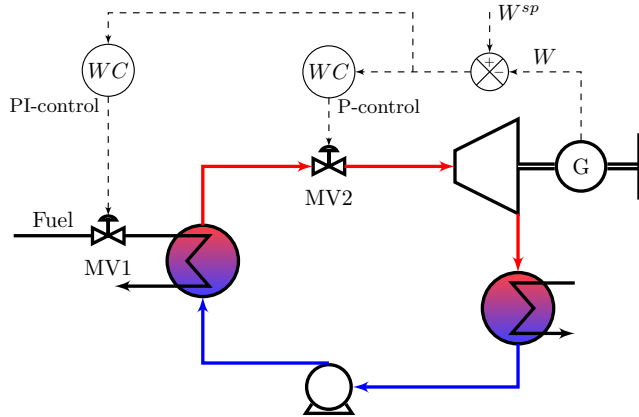 W^{sp}
WC
WC
+
−
W
PI-control
P-control
G
MV2
Fuel
MV1